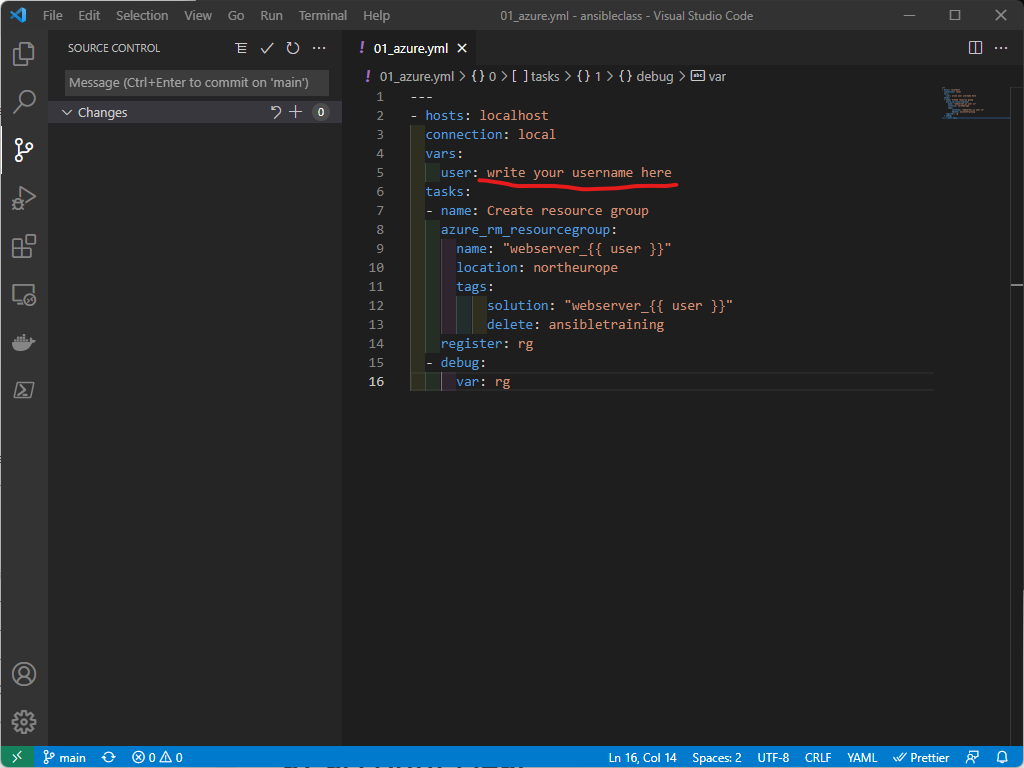 File Edit Selection View Go Run Terminal Help 01_azure.yml - ansibleclass - Visual Studio Code
SOURCE CONTROL
Message (Ctrl+Enter to commit on 'main')
Changes 0
01_azure.yml
01_azure.yml > {} 0 > [ ] tasks > {} 1 > {} debug > abc var
1 ---
2 - hosts: localhost
3 connection: local
4 vars:
5 user: write your username here
6 tasks:
7 - name: Create resource group
8 azure_rm_resourcegroup:
9 name: "webserver_{{ user }}"
10 location: northeurope
11 tags:
12 solution: "webserver_{{ user }}"
13 delete: ansibletraining
14 register: rg
15 - debug:
16 var: rg
main 0 0 Ln 16, Col 14 Spaces: 2 UTF-8 CRLF YAML Prettier